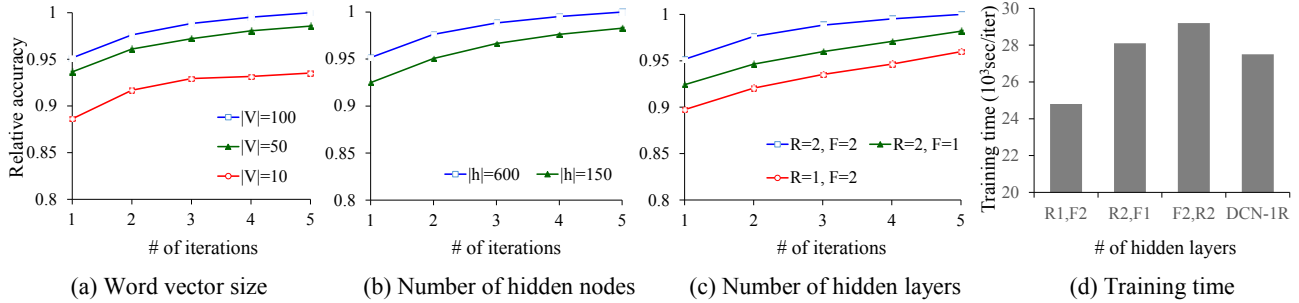 Relative accuracy
1
0.95
0.9
0.85
0.8
1 2 3 4 5
|V|=100
|V|=50
|V|=10
# of iterations
(a) Word vector size
1
0.95
0.9
0.85
0.8
1 2 3 4 5
|h|=600 |h|=150
# of iterations
(b) Number of hidden nodes
1
0.95
0.9
0.85
0.8
1 2 3 4 5
R=2, F=2 R=2, F=1
R=1, F=2
# of iterations
(c) Number of hidden layers
Training time (10³sec/iter)
30
28
26
24
22
20
R1,F2 R2,F1 F2,R2 DCN-1R
# of hidden layers
(d) Training time